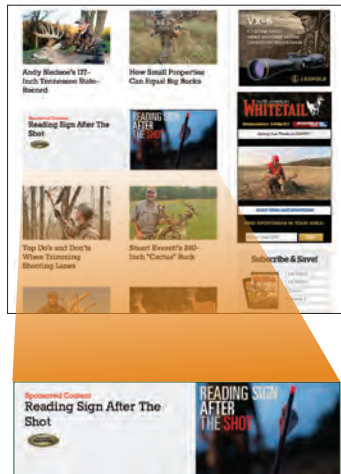 VX-6
LEUPOLD
Andy Bledsoe's 177-
Inch Tennessee State
Record
How Small Properties
Can Equal Big Bucks
NORTH AMERICAN
WHITETAIL
Sponsored Content
Reading Sign After The
Shot
READING SIGN
AFTER
THE SHOT
Top Do's and Don'ts
When Trimming
Shooting Lanes
Stuart Everett's 240-
Inch "Cactus" Buck
Subscribe & Save!
Sponsored Content
Reading Sign After The
Shot
READING SIGN
AFTER
THE SHOT